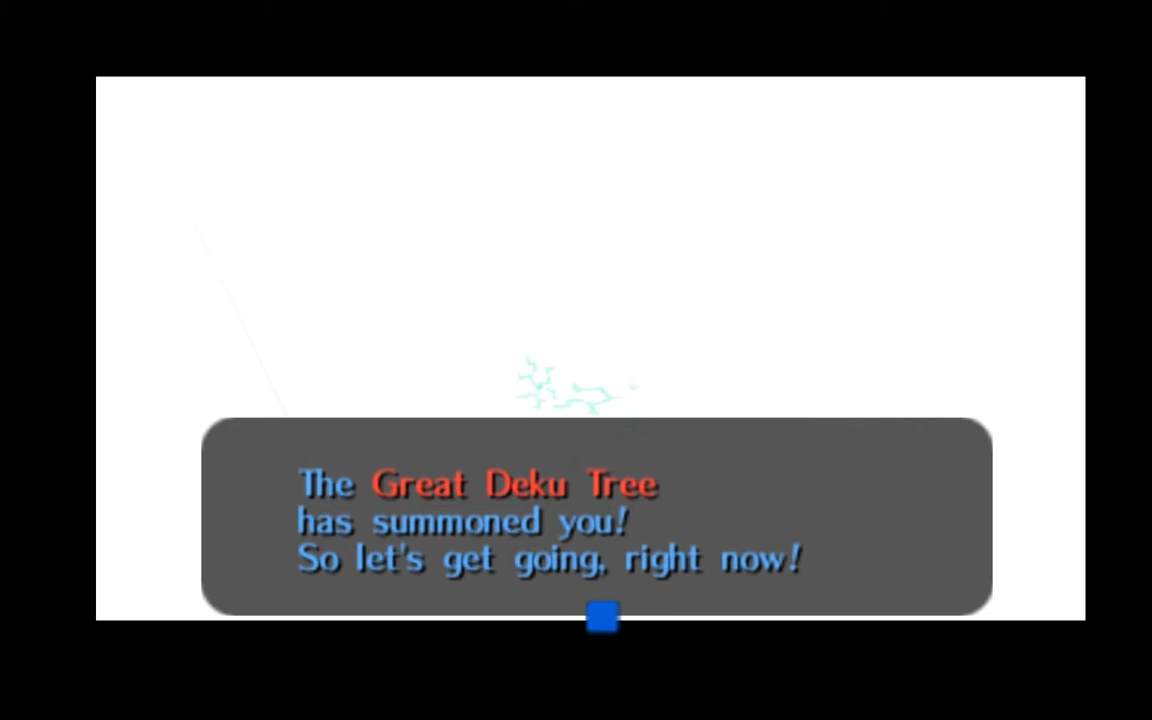 The Great Deku Tree
has summoned you!
So let's get going, right now!